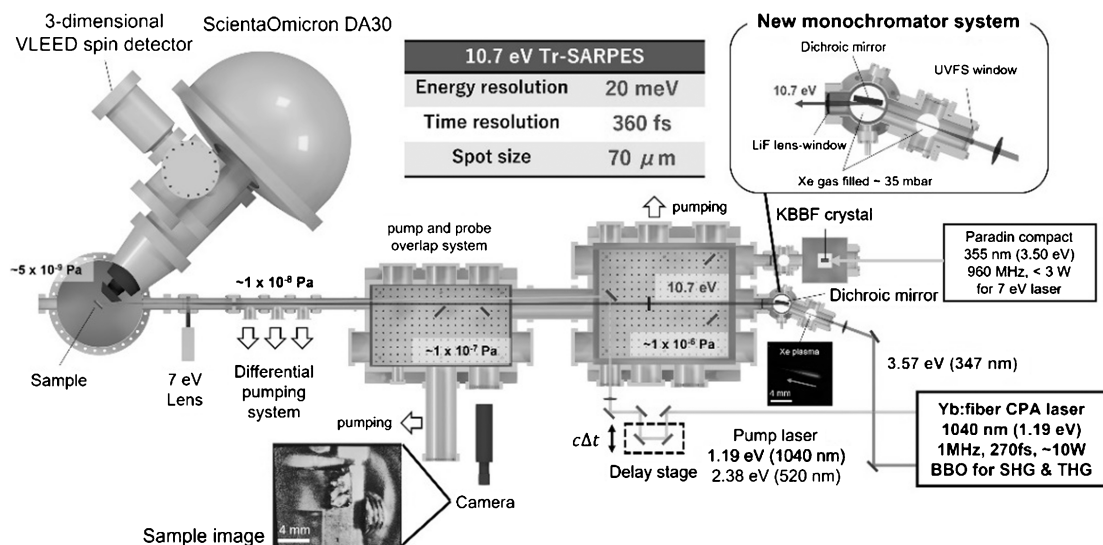 3-dimensional
VLEED spin detector
ScientaOmicron DA30
10.7 eV Tr-SARPES
Energy resolution 20 meV
Time resolution 360 fs
Spot size 70 μm
New monochromator system
Dichroic mirror
UVFS window
10.7 eV
LiF lens-window
Xe gas filled ~ 35 mbar
pumping
KBBF crystal
Paradin compact
355 nm (3.50 eV)
960 MHz, < 3 W
for 7 eV laser
pump and probe
overlap system
~5 x 10⁻⁹ Pa
~1 x 10⁻⁸ Pa
10.7 eV
Dichroic mirror
~1 x 10⁻⁷ Pa
~1 x 10⁻⁶ Pa
Xe plasma
4 mm
3.57 eV (347 nm)
Sample
7 eV
Lens
Differential
pumping
system
pumping
cΔt
Delay stage
Pump laser
1.19 eV (1040 nm)
2.38 eV (520 nm)
Yb:fiber CPA laser
1040 nm (1.19 eV)
1MHz, 270fs, ~10W
BBO for SHG & THG
Camera
4 mm
Sample image